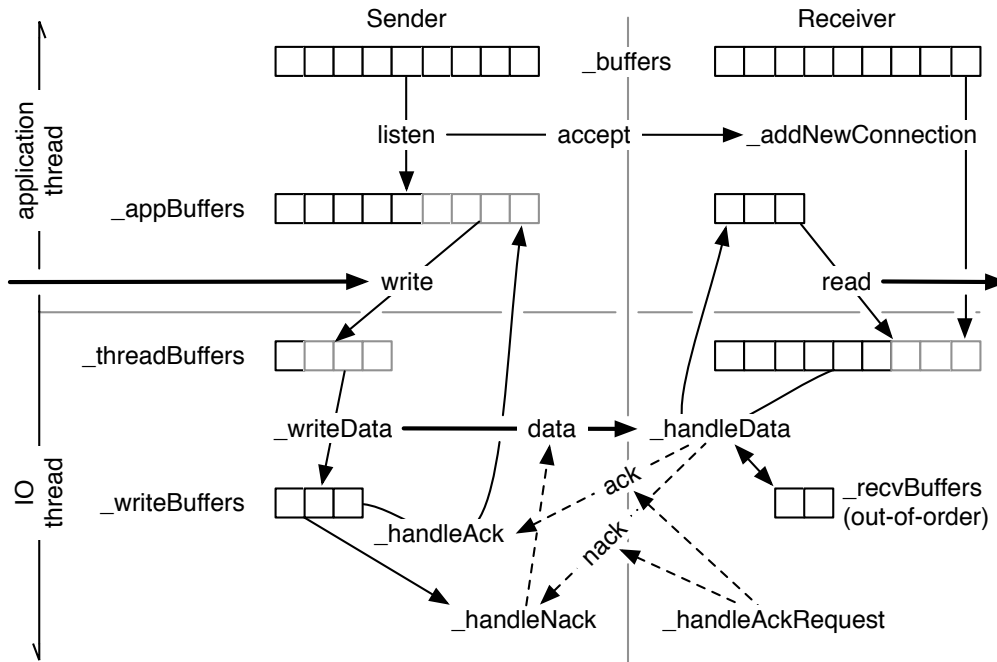 Sender
Receiver
_buffers
application
thread
listen
accept
_addNewConnection
_appBuffers
write
read
_threadBuffers
_writeData
data
_handleData
IO
thread
_writeBuffers
ack
_recvBuffers
(out-of-order)
_handleAck
nack
_handleNack
_handleAckRequest